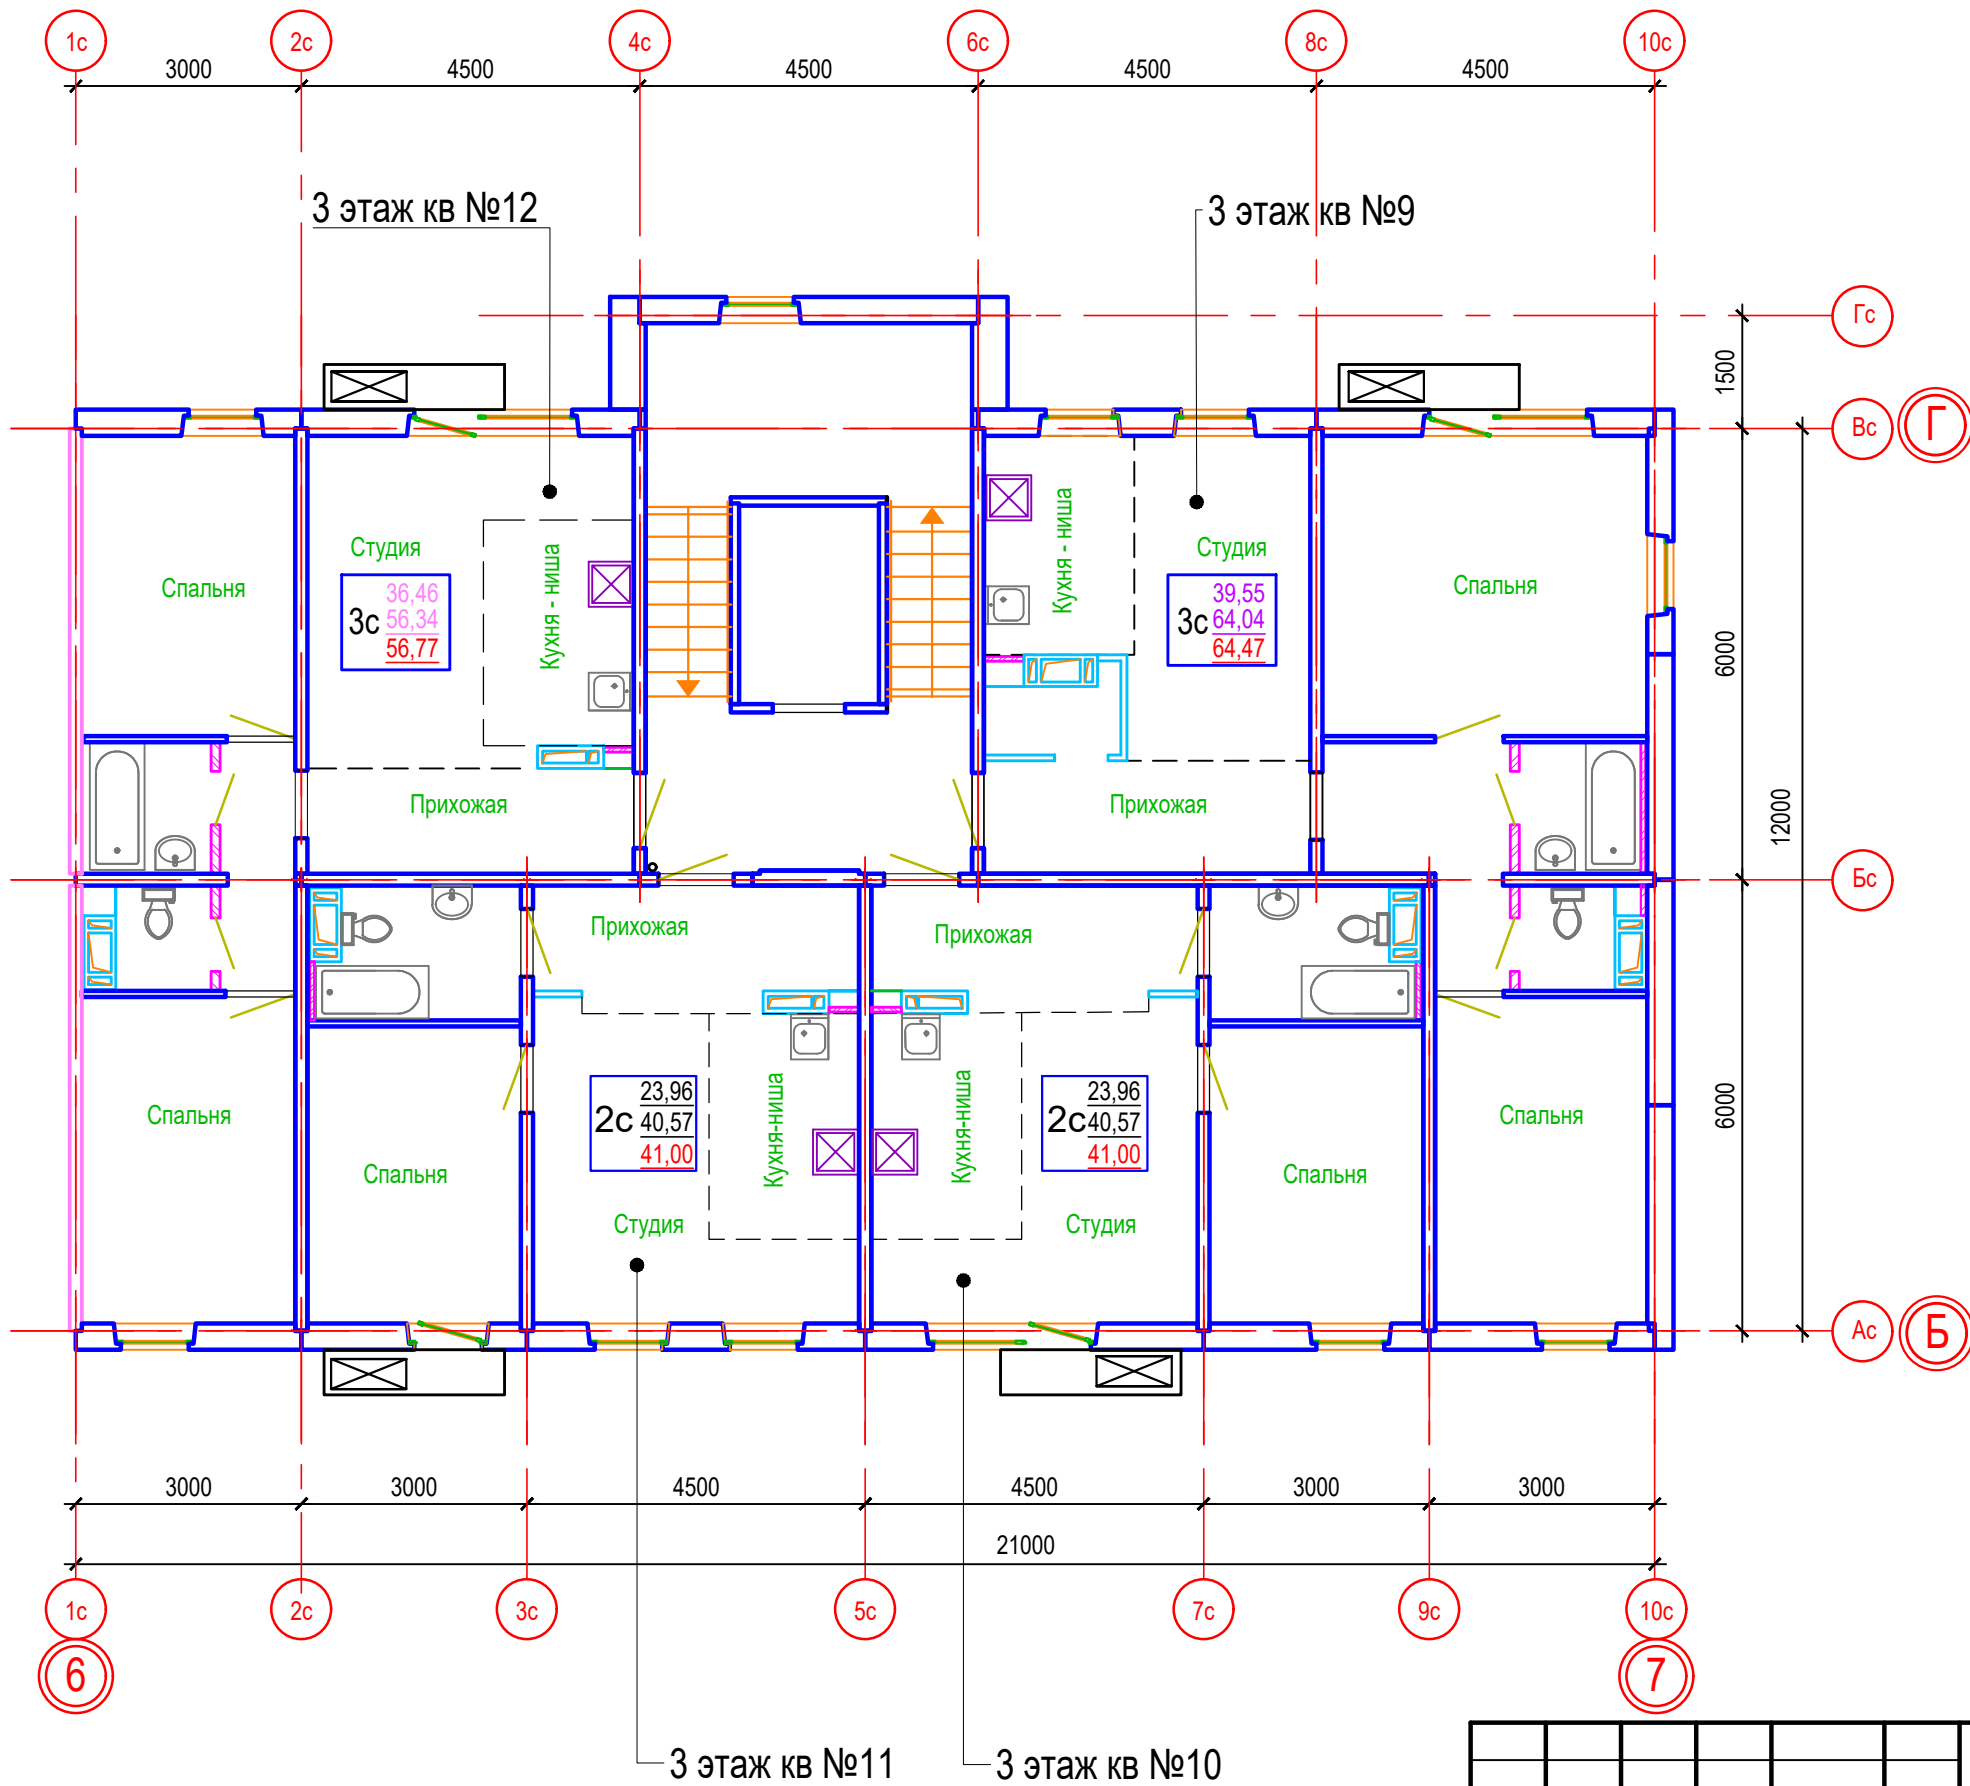 1с
2с
4с
6с
8с
10с
3000
4500
4500
4500
4500
3 этаж кв №12
3 этаж кв №9
Гс
1500
Вс
Г
Студия
Кухня - ниша
Кухня - ниша
Студия
Спальня
Спальня
3с
36,46
56,34
56,77
3с
39,55
64,04
64,47
6000
12000
Прихожая
Прихожая
Бс
Прихожая
Прихожая
2с
23,96
40,57
41,00
2с
23,96
40,57
41,00
Кухня-ниша
Кухня-ниша
Спальня
Спальня
Спальня
Спальня
6000
Студия
Студия
Ас
Б
3000
3000
4500
4500
3000
3000
21000
1с
2с
3с
5с
7с
9с
10с
6
7
3 этаж кв №11
3 этаж кв №10